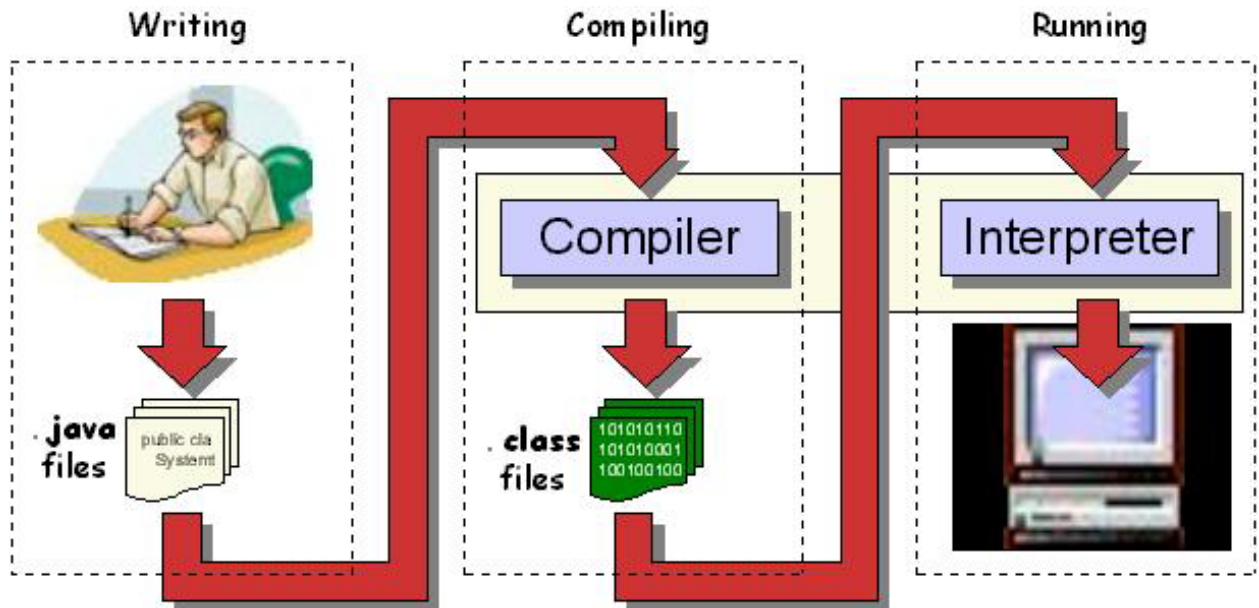 Writing
Compiling
Running
Compiler
Interpreter
.java
files
public cla
Systemt
.class
files
101010110
101010001
100100100